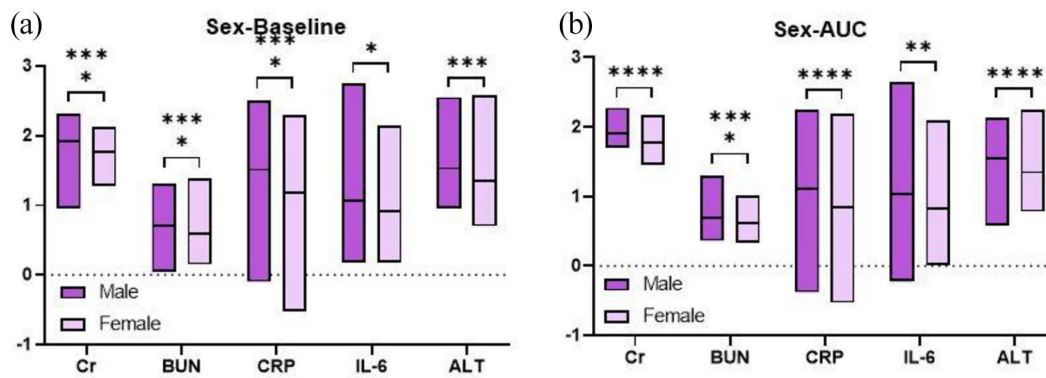 (a)
Sex-Baseline
3
2
1
0
-1
***
*
***
*
***
*
*
***
Male
Female
Cr BUN CRP IL-6 ALT
(b)
Sex-AUC
3
2
1
0
-1
****
***
*
****
**
****
Male
Female
Cr BUN CRP IL-6 ALT